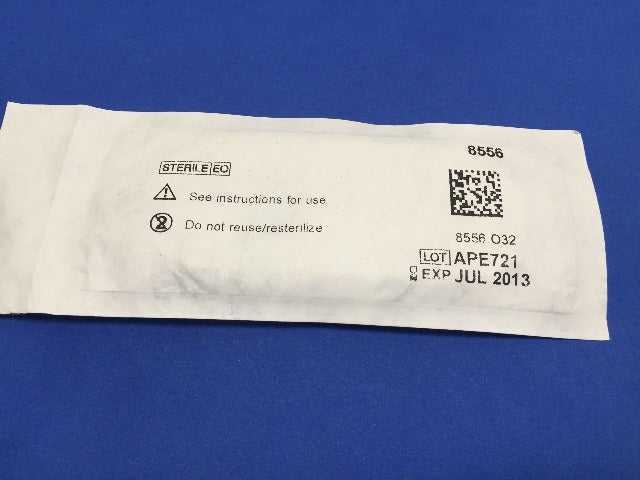 8556
STERILE EO
See instructions for use
Do not reuse/resterilize
8556 O32
LOT APE721
EXP JUL 2013